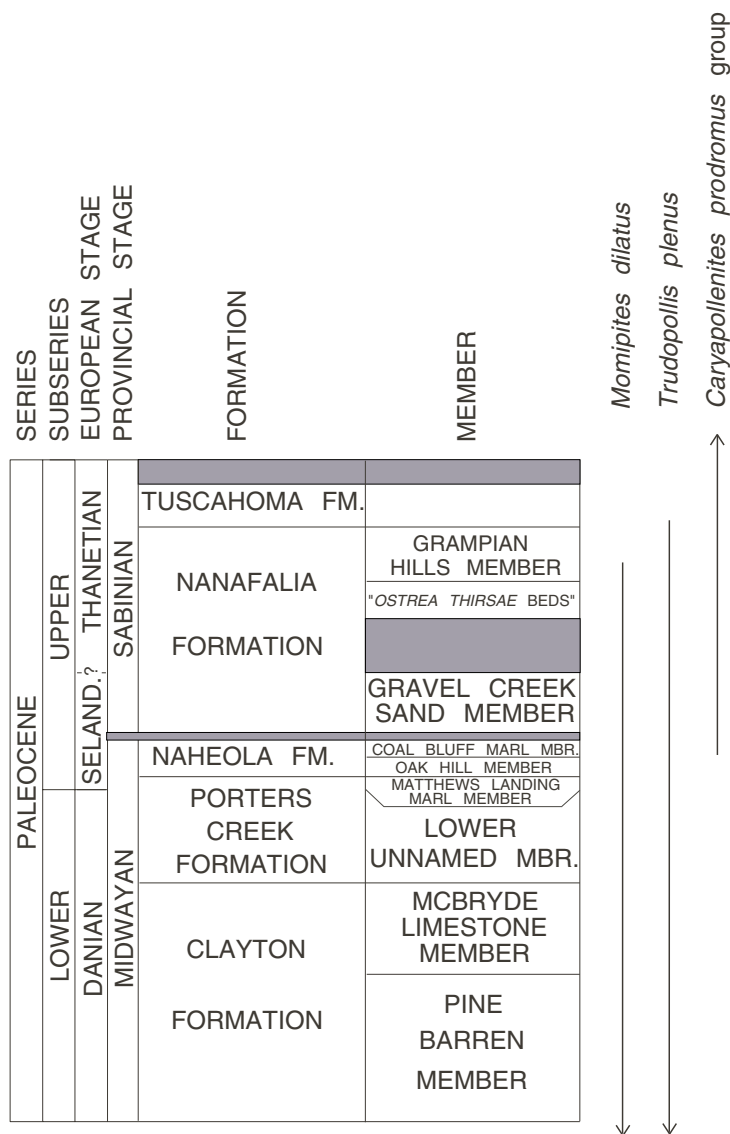 SERIES
SUBSERIES
EUROPEAN STAGE
PROVINCIAL STAGE
FORMATION
MEMBER
Momipites dilatus
Trudopollis plenus
Caryapollenites prodromus group
PALEOCENE
UPPER
LOWER
THANETIAN
SELAND.?
DANIAN
SABINIAN
MIDWAYAN
TUSCAHOMA FM.
NANAFALIA
FORMATION
NAHEOLA FM.
PORTERS
CREEK
FORMATION
CLAYTON
FORMATION
GRAMPIAN
HILLS MEMBER
"OSTREA THIRSAE BEDS"
GRAVEL CREEK
SAND MEMBER
COAL BLUFF MARL MBR.
OAK HILL MEMBER
MATTHEWS LANDING
MARL MEMBER
LOWER
UNNAMED MBR.
MCBRYDE
LIMESTONE
MEMBER
PINE
BARREN
MEMBER